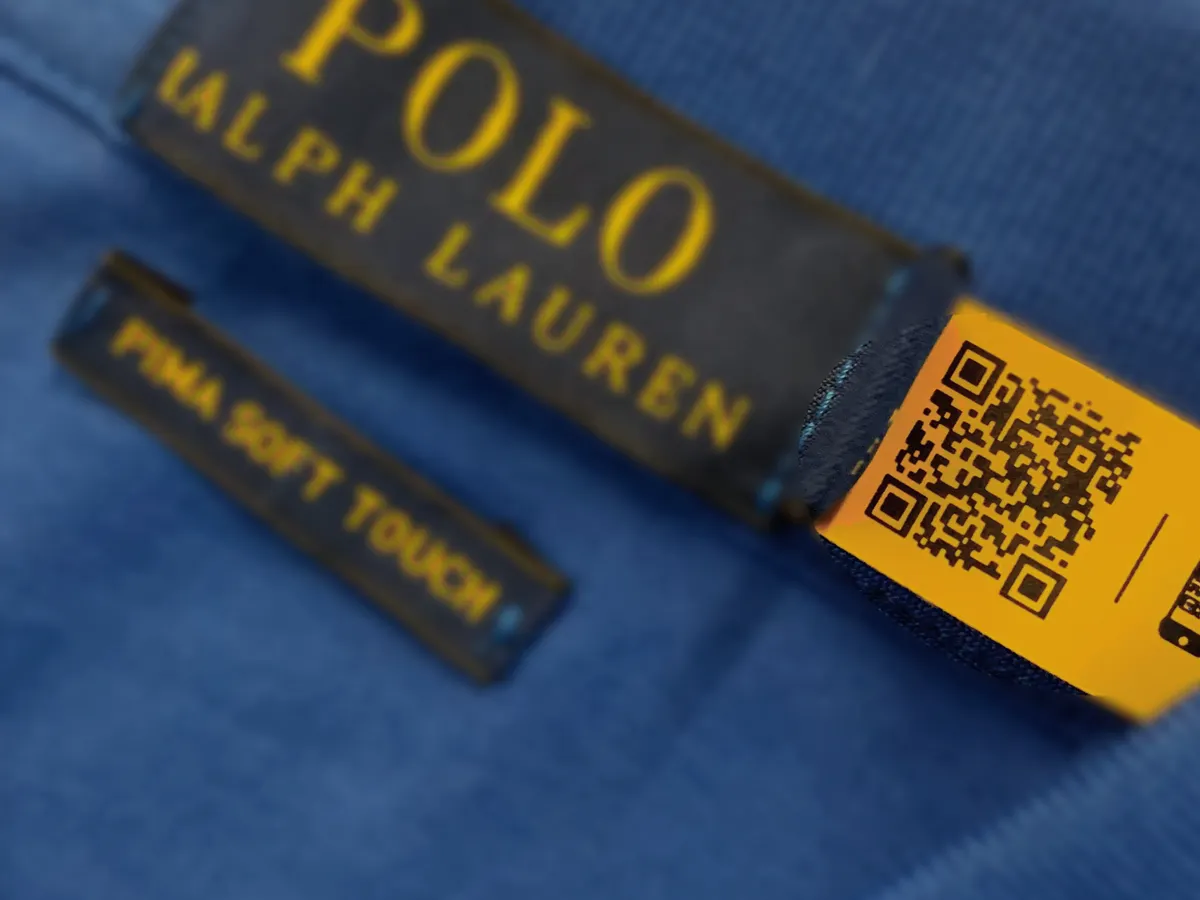 POLO
RALPH LAUREN
PIMA SOFT TOUCH